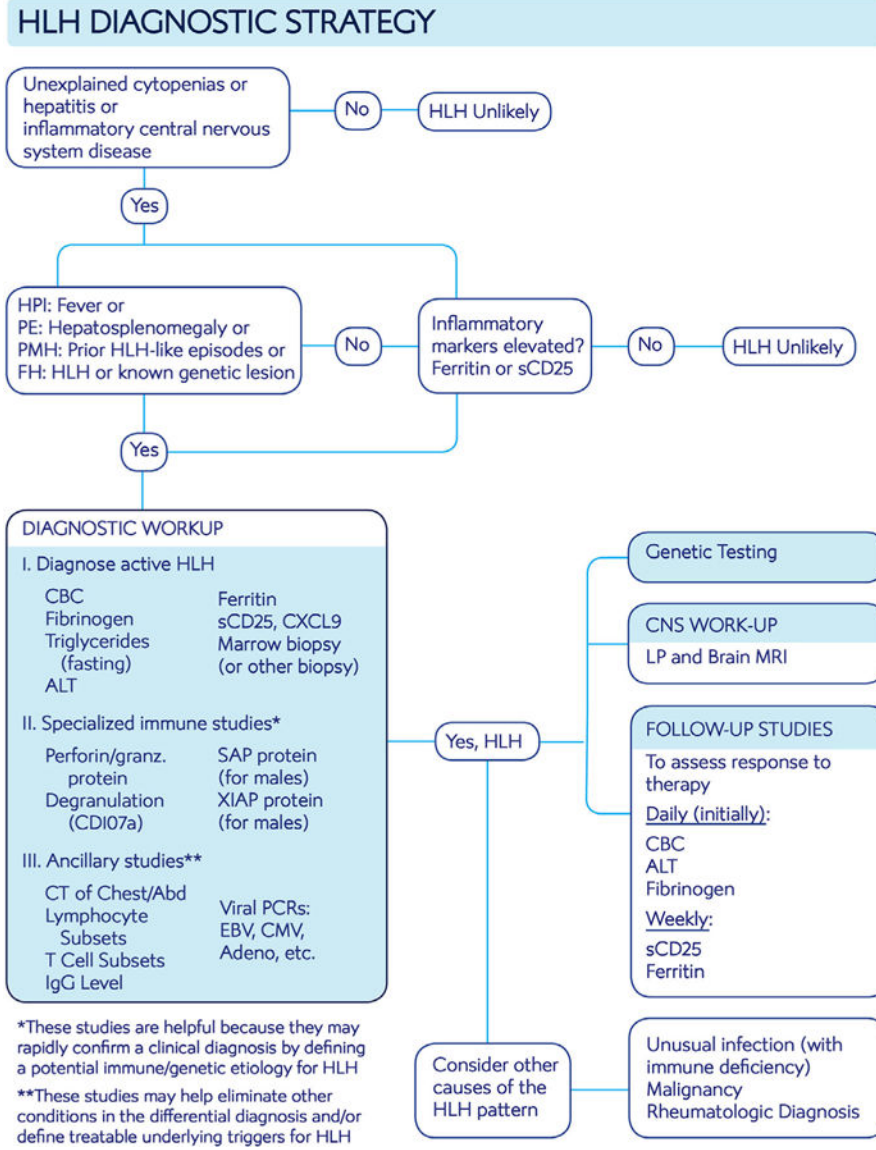 HLH DIAGNOSTIC STRATEGY
Unexplained cytopenias or
hepatitis or
inflammatory central nervous
system disease
No
HLH Unlikely
Yes
HPI: Fever or
PE: Hepatosplenomegaly or
PMH: Prior HLH-like episodes or
FH: HLH or known genetic lesion
No
Inflammatory
markers elevated?
Ferritin or sCD25
No
HLH Unlikely
Yes
DIAGNOSTIC WORKUP
I. Diagnose active HLH
CBC
Fibrinogen
Triglycerides
(fasting)
ALT
Ferritin
sCD25, CXCL9
Marrow biopsy
(or other biopsy)
II. Specialized immune studies*
Perforin/granz.
protein
Degranulation
(CD107a)
SAP protein
(for males)
XIAP protein
(for males)
III. Ancillary studies**
CT of Chest/Abd
Lymphocyte
Subsets
T Cell Subsets
IgG Level
Viral PCRs:
EBV, CMV,
Adeno, etc.
*These studies are helpful because they may
rapidly confirm a clinical diagnosis by defining
a potential immune/genetic etiology for HLH
**These studies may help eliminate other
conditions in the differential diagnosis and/or
define treatable underlying triggers for HLH
Yes, HLH
Genetic Testing
CNS WORK-UP
LP and Brain MRI
FOLLOW-UP STUDIES
To assess response to
therapy
Daily (initially):
CBC
ALT
Fibrinogen
Weekly:
sCD25
Ferritin
Consider other
causes of the
HLH pattern
Unusual infection (with
immune deficiency)
Malignancy
Rheumatologic Diagnosis